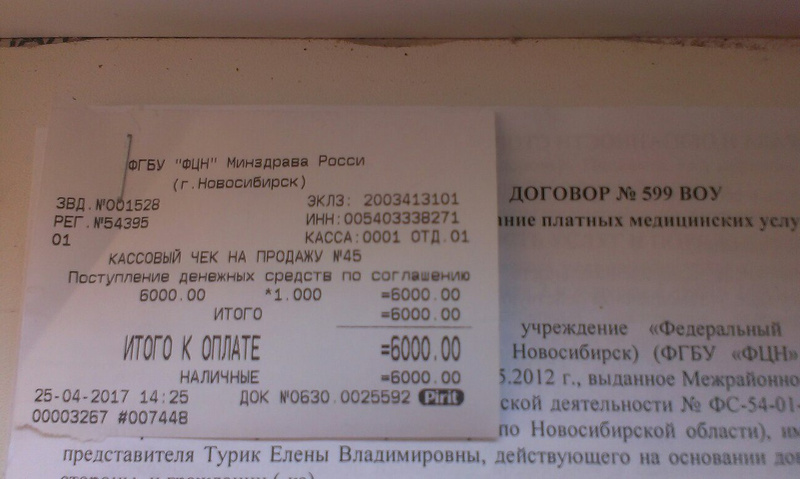 ФГБУ "ФЦН" Минздрава Росси
(г.Новосибирск)
ЗВД.№001528 ЭКЛЗ: 2003413101
РЕГ.№54395 ИНН:005403338271
01 КАССА:0001 ОТД.01
КАССОВЫЙ ЧЕК НА ПРОДАЖУ №45
Поступление денежных средств по соглашению
6000.00 *1.000 =6000.00
ИТОГО =6000.00
ИТОГО К ОПЛАТЕ =6000.00
НАЛИЧНЫЕ =6000.00
25-04-2017 14:25 ДОК №0630.0025592 Pirit
00003267 #007448
ДОГОВОР № 599 ВОУ
ание платных медицинских услу
учреждение «Федеральный
Новосибирск) (ФГБУ «ФЦН»
5.2012 г., выданное Межрайонно
ской деятельности № ФС-54-01-
по Новосибирской области), им
представителя Турик Елены Владимировны, действующего на основании дов